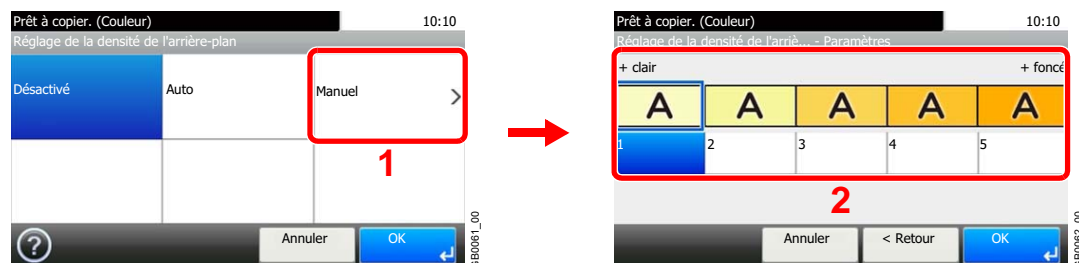 Prêt à copier. (Couleur) 10:10
Réglage de la densité de l'arrière-plan
Désactivé Auto Manuel
1
Annuler OK
Prêt à copier. (Couleur) 10:10
Réglage de la densité de l'arriè... - Paramètres
+ clair + foncé
A A A A A
1 2 3 4 5
2
Annuler < Retour OK